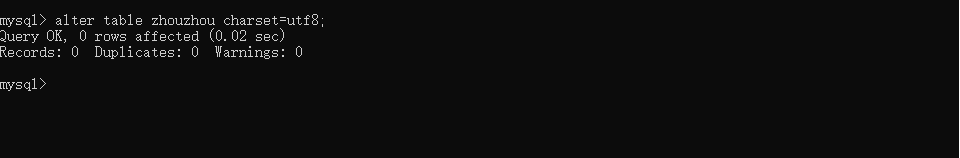 mysql> alter table zhouzhou charset=utf8;
Query OK, 0 rows affected (0.02 sec)
Records: 0  Duplicates: 0  Warnings: 0
mysql>